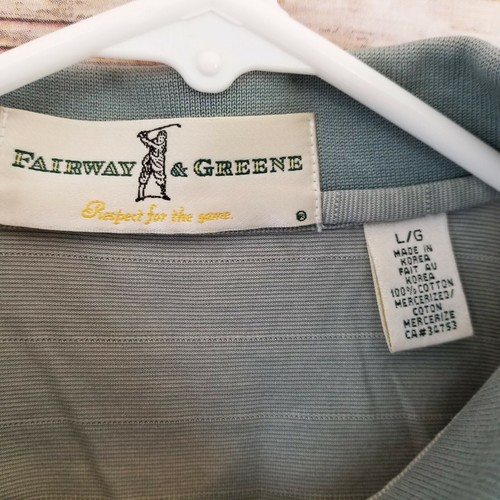 FAIRWAY & GREENE
Respect for the game.
®
L/G
MADE IN
KOREA
FAIT AU
KOREA
100% COTTON
MERCERIZED/
COTON
MERCERIZE
CA#34753